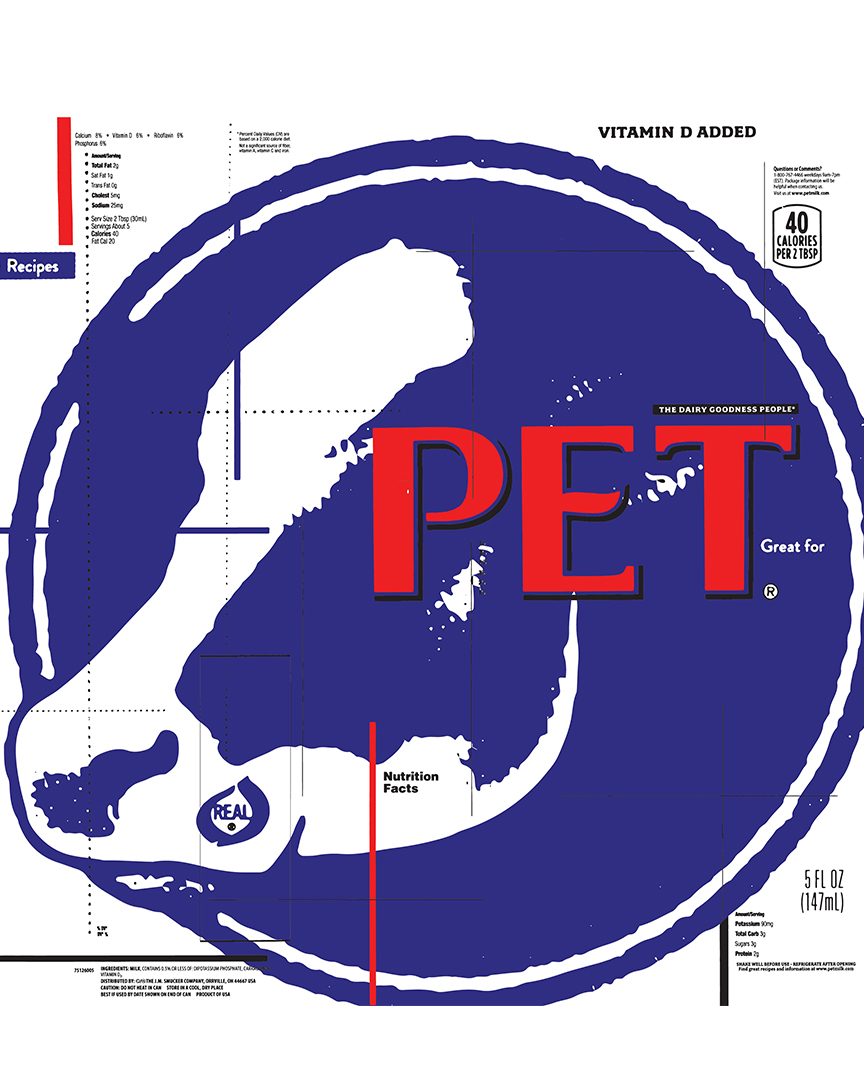 VITAMIN D ADDED
Calcium 8% + Vitamin D 6% + Riboflavin 6%
Phosphorus 6%
Amount/Serving
Total Fat 2g
Sat Fat 1g
Trans Fat 0g
Cholest 5mg
Sodium 25mg
Serv Size 2 Tbsp (30mL)
Servings About 5
Calories 40
Fat Cal 20
*Percent Daily Values (DV) are
based on a 2,000 calorie diet.
Not a significant source of fiber,
vitamin A, vitamin C and iron.
Questions or Comments?
1-800-767-4466 weekdays 9am-7pm
(EST). Package information will be
helpful when contacting us.
Visit us at www.petmilk.com
40
CALORIES
PER 2 TBSP
Recipes
THE DAIRY GOODNESS PEOPLE®
PET
®
Great for
Nutrition
Facts
REAL
5 FL OZ
(147mL)
Amount/Serving
Potassium 90mg
Total Carb 3g
Sugars 3g
Protein 2g
SHAKE WELL BEFORE USE - REFRIGERATE AFTER OPENING
Find great recipes and information at www.petmilk.com
75126005
INGREDIENTS: MILK, CONTAINS 0.5% OR LESS OF: DIPOTASSIUM PHOSPHATE,
VITAMIN D₃.
DISTRIBUTED BY: THE J.M. SMUCKER COMPANY, ORRVILLE, OH 44667 USA
CAUTION: DO NOT HEAT IN CAN STORE IN A COOL, DRY PLACE
BEST IF USED BY DATE SHOWN ON END OF CAN PRODUCT OF USA